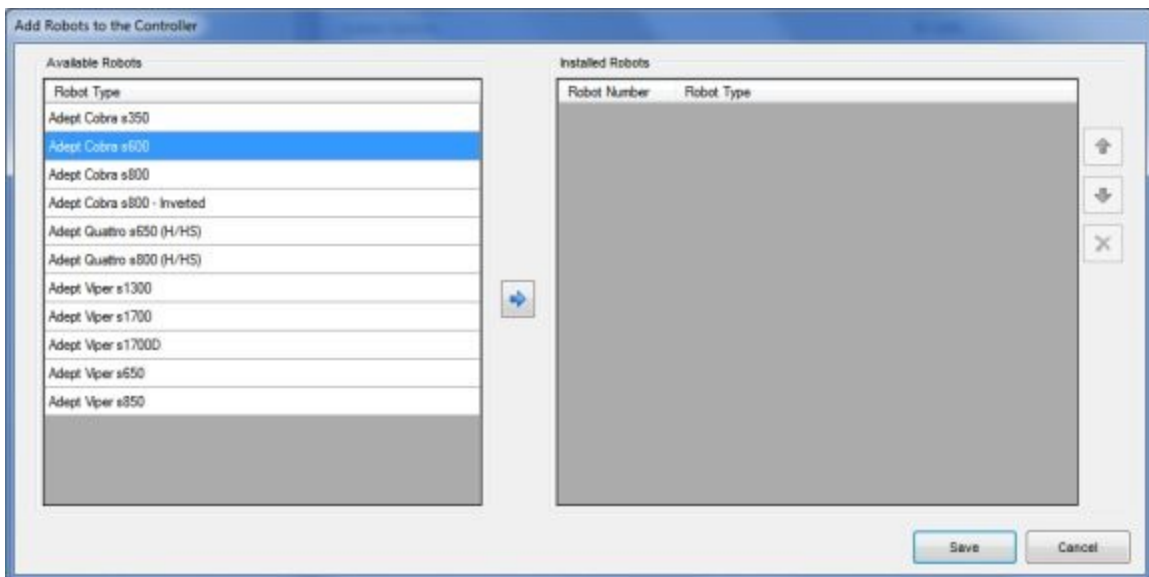 Add Robots to the Controller
Available Robots
Robot Type
Adept Cobra s350
Adept Cobra s600
Adept Cobra s800
Adept Cobra s800 - Inverted
Adept Quattro s650 (H/HS)
Adept Quattro s800 (H/HS)
Adept Viper s1300
Adept Viper s1700
Adept Viper s1700D
Adept Viper s650
Adept Viper s850
Installed Robots
Robot Number Robot Type
Save Cancel